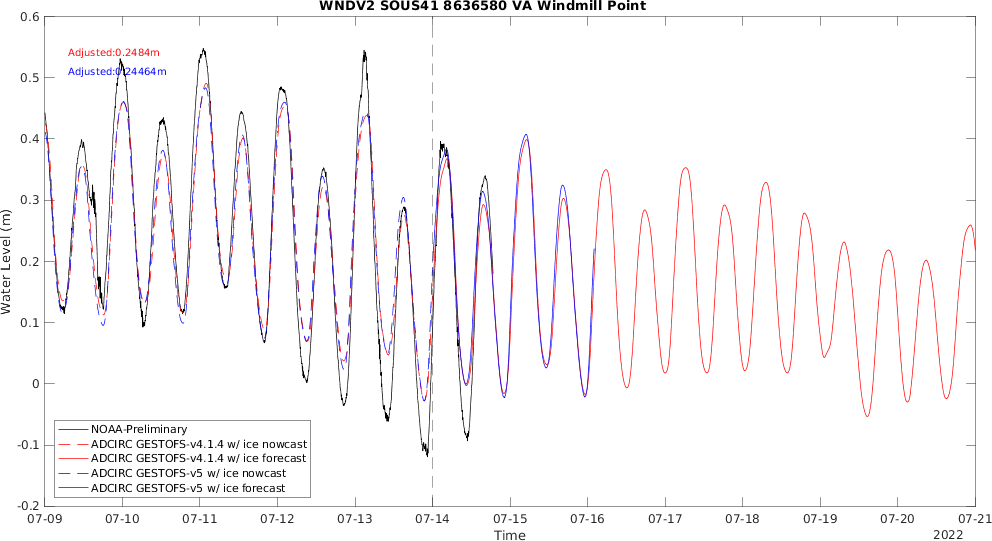 WNDV2 SOUS41 8636580 VA Windmill Point
0.6
0.5
0.4
0.3
0.2
0.1
0
-0.1
-0.2
Water Level (m)
Adjusted:0.2484m
Adjusted:0.24464m
NOAA-Preliminary
ADCIRC GESTOFS-v4.1.4 w/ ice nowcast
ADCIRC GESTOFS-v4.1.4 w/ ice forecast
ADCIRC GESTOFS-v5 w/ ice nowcast
ADCIRC GESTOFS-v5 w/ ice forecast
07-09 07-10 07-11 07-12 07-13 07-14 07-15 07-16 07-17 07-18 07-19 07-20 07-21
Time
2022